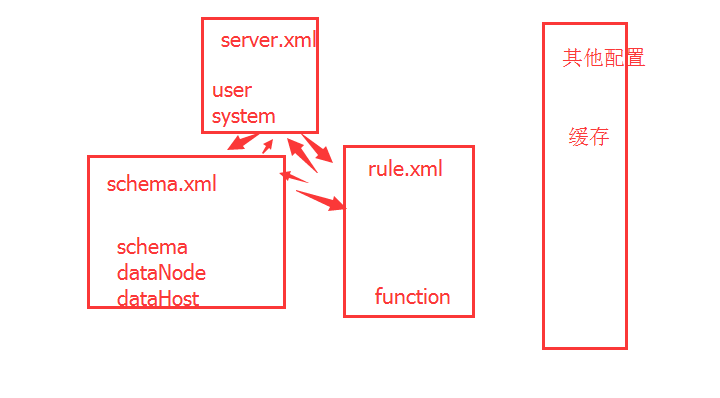 server.xml
user
system
schema.xml
schema
dataNode
dataHost
rule.xml
function
其他配置
缓存